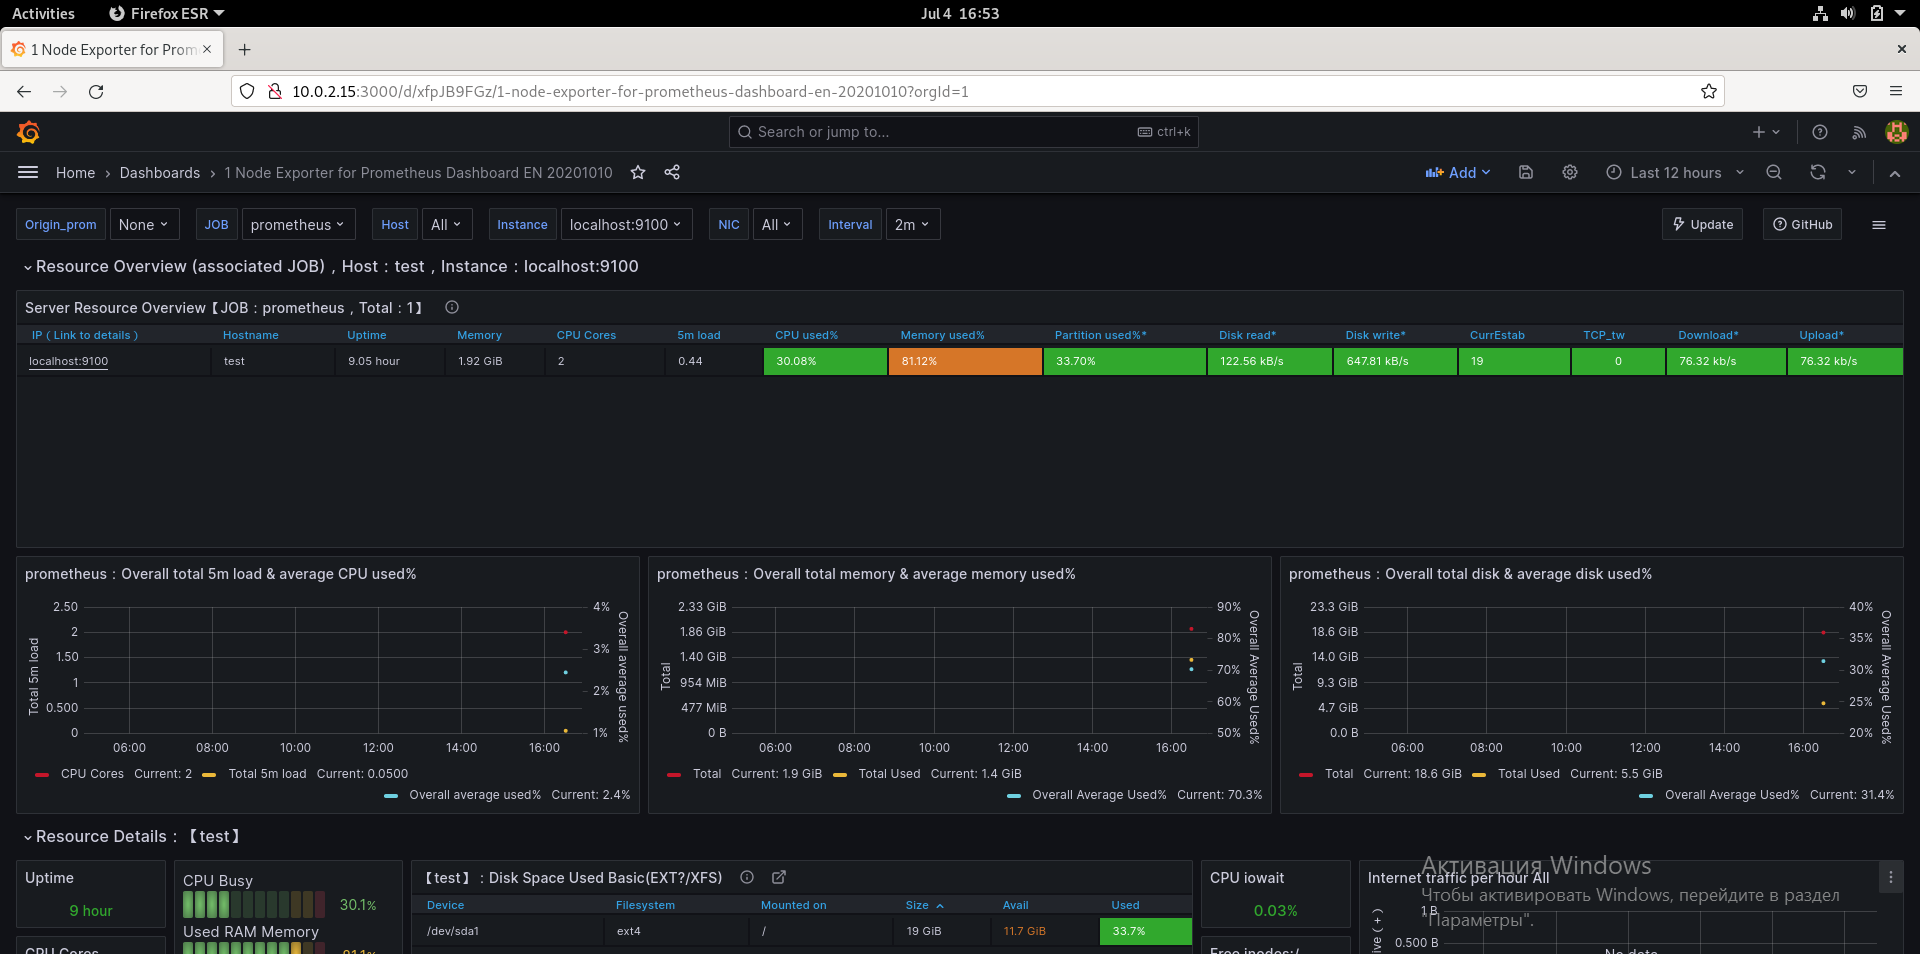 Activities Firefox ESR Jul 4 16:53
1 Node Exporter for Prom
10.0.2.15:3000/d/xfpJB9FGz/1-node-exporter-for-prometheus-dashboard-en-20201010?orgId=1
Search or jump to... ctrl+k
Home › Dashboards › 1 Node Exporter for Prometheus Dashboard EN 20201010 Add Last 12 hours
Origin_prom None JOB prometheus Host All Instance localhost:9100 NIC All Interval 2m Update GitHub
Resource Overview (associated JOB) , Host : test , Instance : localhost:9100
Server Resource Overview【JOB : prometheus , Total : 1】
IP ( Link to details ) Hostname Uptime Memory CPU Cores 5m load CPU used% Memory used% Partition used%* Disk read* Disk write* CurrEstab TCP_tw Download* Upload*
localhost:9100 test 9.05 hour 1.92 GiB 2 0.44 30.08% 81.12% 33.70% 122.56 kB/s 647.81 kB/s 19 0 76.32 kb/s 76.32 kb/s
prometheus : Overall total 5m load & average CPU used%
Total 5m load
2.50
2
1.50
1
0.500
0
4%
3%
2%
1%
Overall average used%
06:00 08:00 10:00 12:00 14:00 16:00
CPU Cores Current: 2 Total 5m load Current: 0.0500
Overall average used% Current: 2.4%
prometheus : Overall total memory & average memory used%
Total
2.33 GiB
1.86 GiB
1.40 GiB
954 MiB
477 MiB
0 B
90%
80%
70%
60%
50%
Overall Average Used%
06:00 08:00 10:00 12:00 14:00 16:00
Total Current: 1.9 GiB Total Used Current: 1.4 GiB
Overall Average Used% Current: 70.3%
prometheus : Overall total disk & average disk used%
Total
23.3 GiB
18.6 GiB
14.0 GiB
9.3 GiB
4.7 GiB
0.0 B
40%
35%
30%
25%
20%
Overall Average Used%
06:00 08:00 10:00 12:00 14:00 16:00
Total Current: 18.6 GiB Total Used Current: 5.5 GiB
Overall Average Used% Current: 31.4%
Resource Details : 【test】
Uptime
9 hour
CPU Cores
CPU Busy
30.1%
Used RAM Memory
81.1%
【test】 : Disk Space Used Basic(EXT?/XFS)
Device Filesystem Mounted on Size Avail Used
/dev/sda1 ext4 / 19 GiB 11.7 GiB 33.7%
CPU iowait
0.03%
Free inodes:/
Internet traffic per hour All
1 B
0.500 B
No data
Активация Windows
Чтобы активировать Windows, перейдите в раздел
"Параметры".